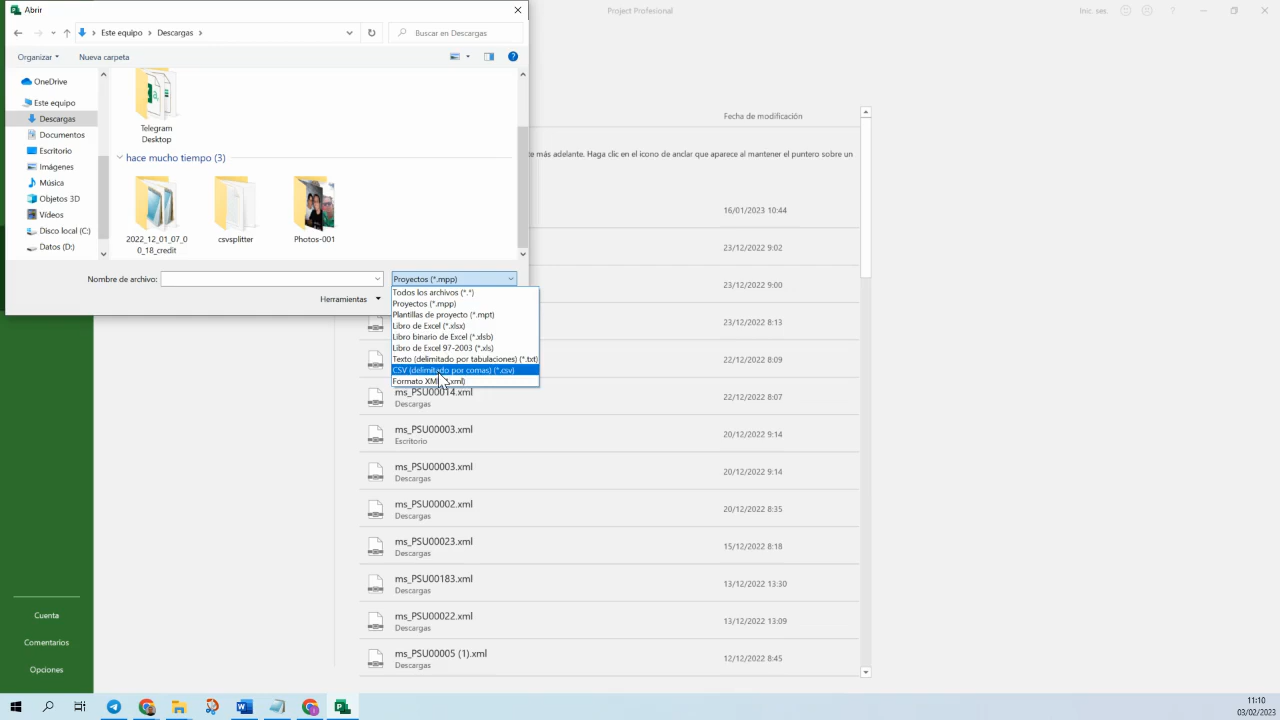 Abrir
Project Profesional
Inic. ses.
Este equipo
Descargas
Buscar en Descargas
Organizar
Nueva carpeta
OneDrive
Este equipo
Descargas
Documentos
Escritorio
Imágenes
Música
Objetos 3D
Vídeos
Disco local (C:)
Datos (D:)
Telegram
Desktop
hace mucho tiempo (3)
2022_12_01_07_0
0_18_credit
csvsplitter
Photos-001
Nombre de archivo:
Proyectos (*.mpp)
Herramientas
Todos los archivos (*.*)
Proyectos (*.mpp)
Plantillas de proyecto (*.mpt)
Libro de Excel (*.xlsx)
Libro binario de Excel (*.xlsb)
Libro de Excel 97-2003 (*.xls)
Texto (delimitado por tabulaciones) (*.txt)
CSV (delimitado por comas) (*.csv)
Formato XM .xml)
Fecha de modificación
te más adelante. Haga clic en el icono de anclar que aparece al mantener el puntero sobre un
16/01/2023 10:44
23/12/2022 9:02
23/12/2022 9:00
23/12/2022 8:13
22/12/2022 8:09
ms_PSU00014.xml
Descargas
22/12/2022 8:07
ms_PSU00003.xml
Escritorio
20/12/2022 9:14
ms_PSU00003.xml
Descargas
20/12/2022 9:14
ms_PSU00002.xml
Descargas
20/12/2022 8:35
ms_PSU00023.xml
Descargas
15/12/2022 8:18
ms_PSU00183.xml
Descargas
13/12/2022 13:30
ms_PSU00022.xml
Descargas
13/12/2022 13:09
ms_PSU00005 (1).xml
Descargas
12/12/2022 8:45
Cuenta
Comentarios
Opciones
11:10
03/02/2023